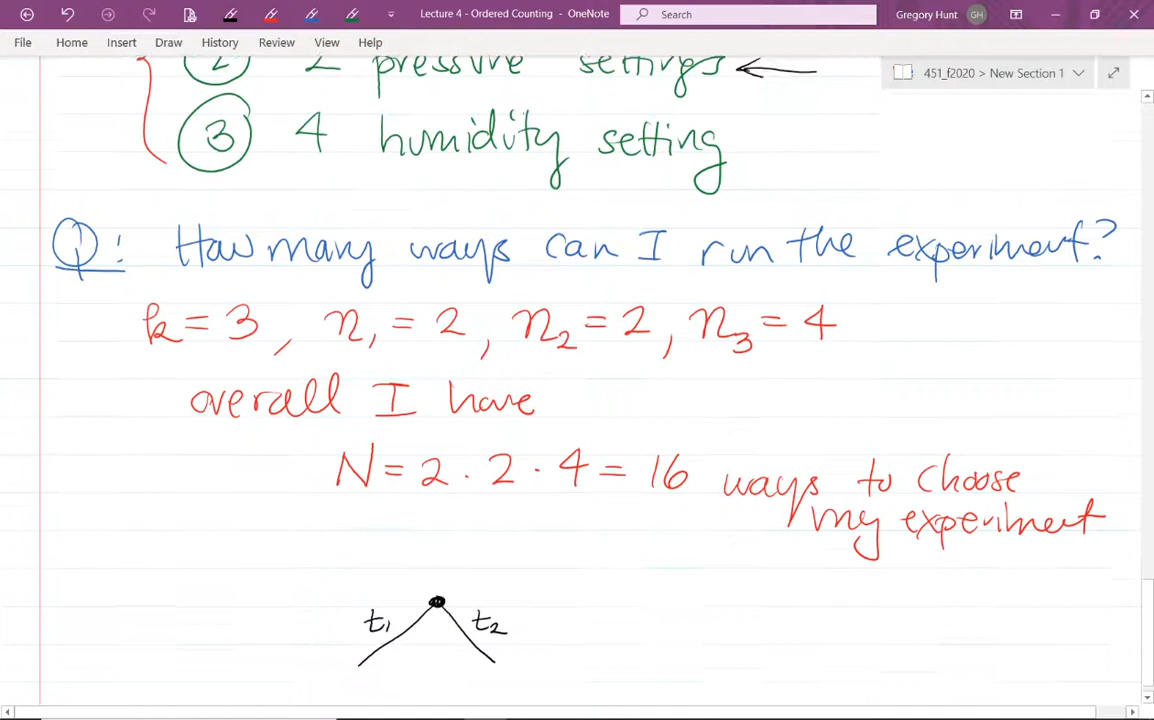 Lecture 4 - Ordered Counting - OneNote
Search
Gregory Hunt
GH
File Home Insert Draw History Review View Help
451_f2020 > New Section 1
2 2 pressure settings
3 4 humidity setting
Q: How many ways can I run the experiment?
k = 3, n1 = 2, n2 = 2, n3 = 4
overall I have
N = 2 · 2 · 4 = 16 ways to choose
my experiment
t1 t2